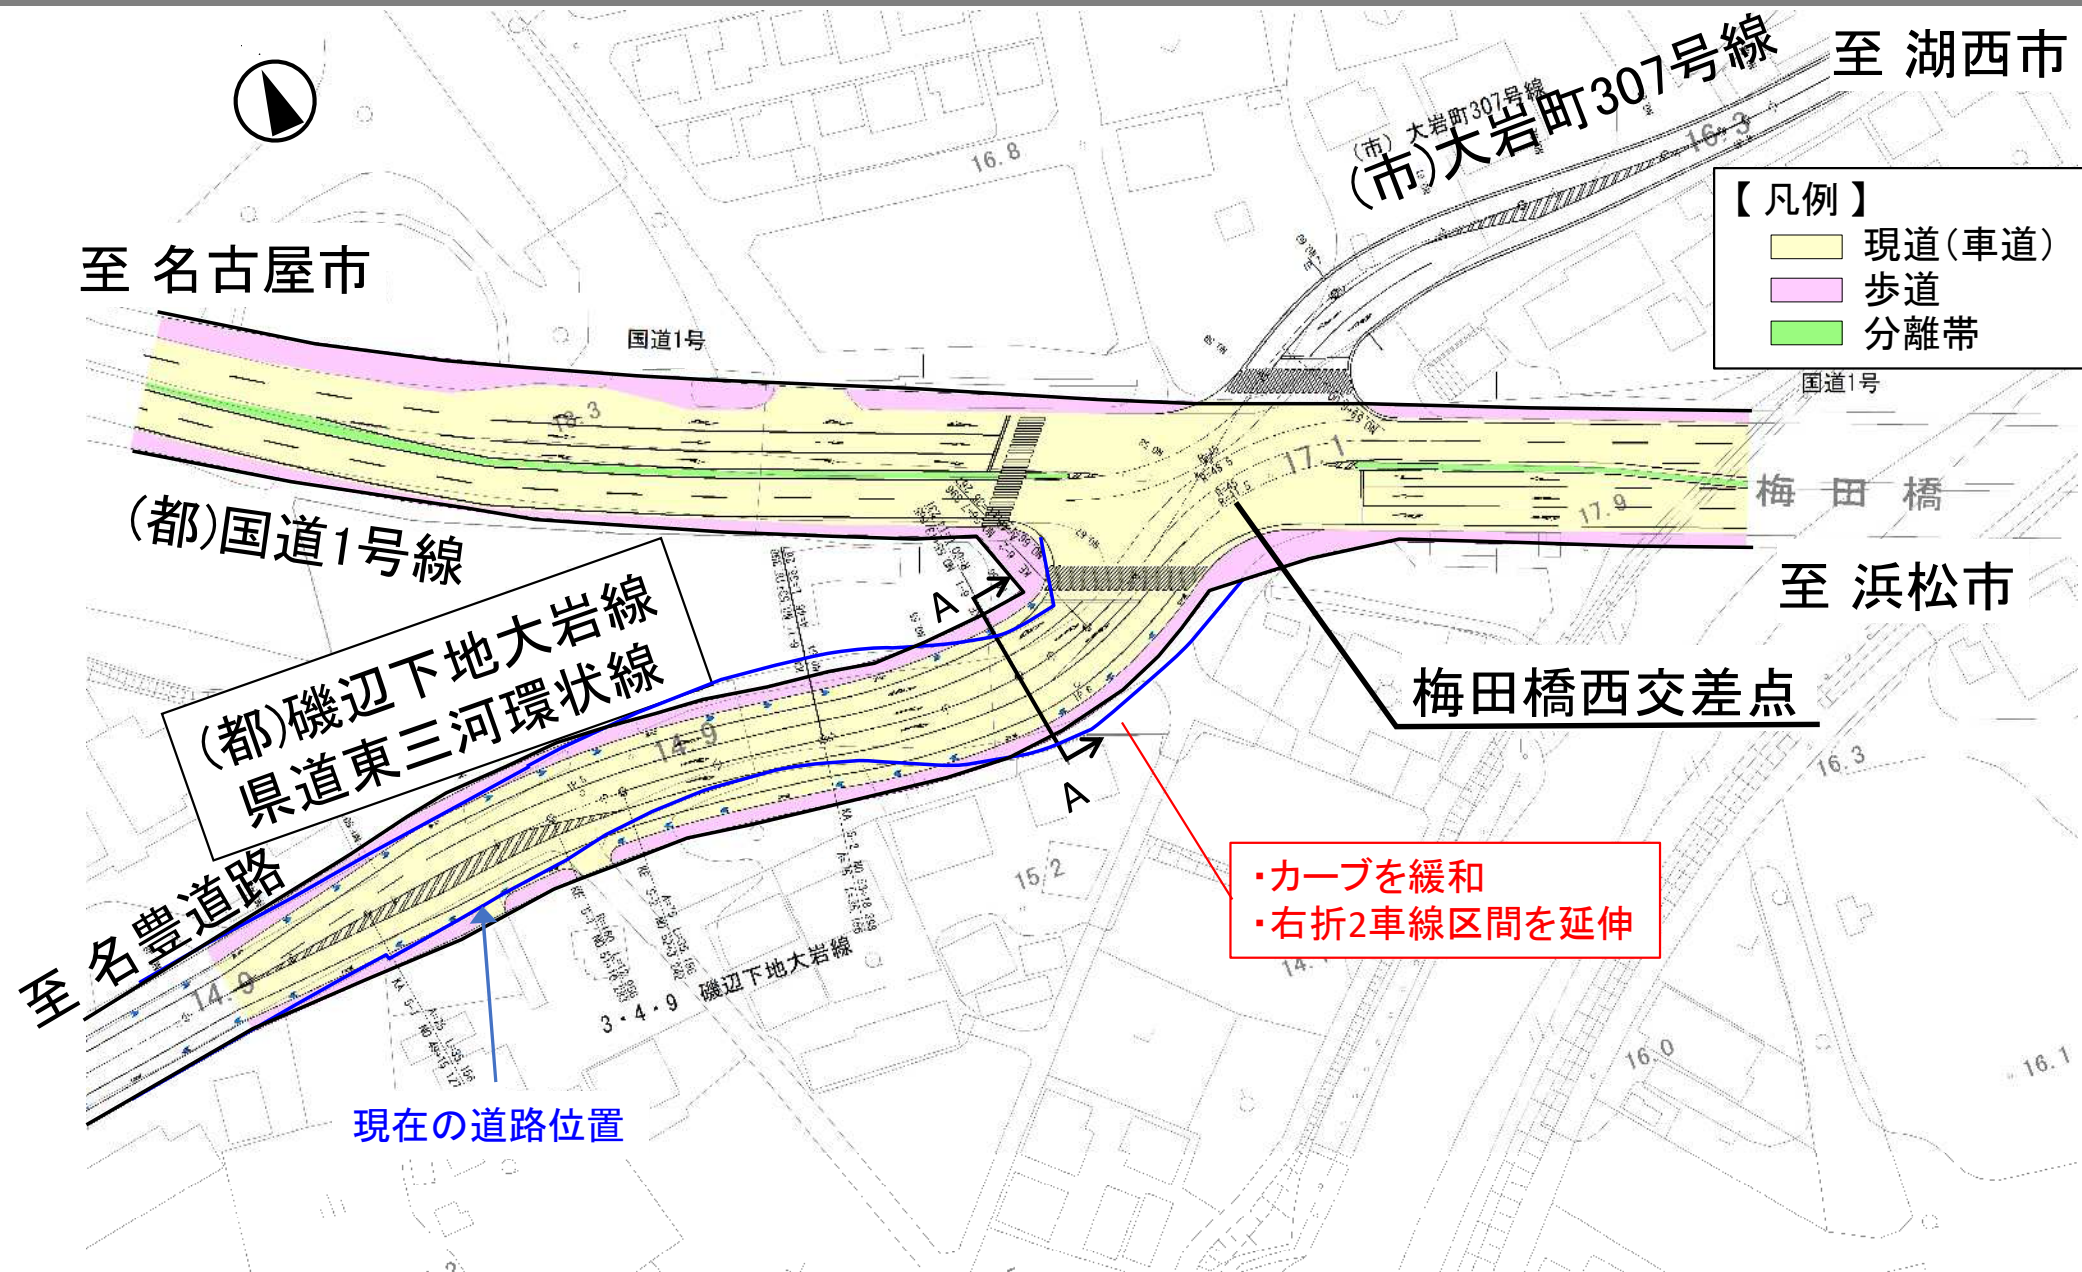 至 湖西市
(市)大岩町307号線
(市) 大岩町307号線
16.3
16.8
【 凡例 】
現道(車道)
歩道
分離帯
至 名古屋市
国道1号
国道1号
18.3
17.1
17.9
梅 田 橋
(都)国道1号線
至 浜松市
A
(都)磯辺下地大岩線
県道東三河環状線
梅田橋西交差点
14.9
A
16.3
・カーブを緩和
・右折2車線区間を延伸
15.2
至 名豊道路
14.9
3・4・9 磯辺下地大岩線
16.0
16.1
現在の道路位置